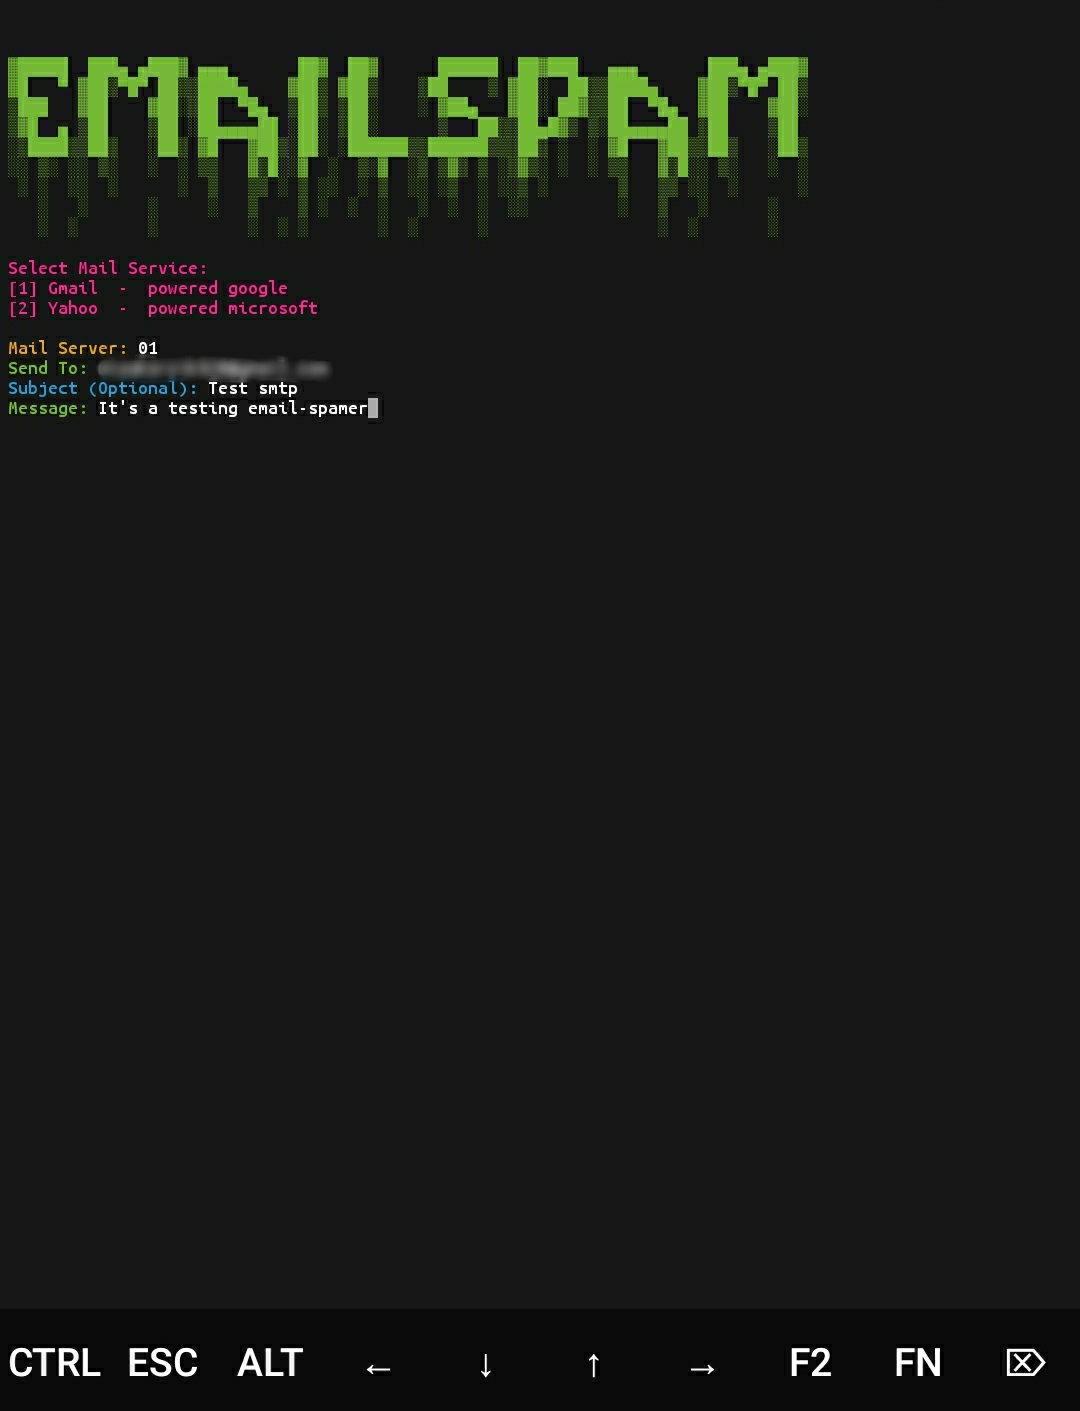 EMAILSPAM
Select Mail Service:
[1] Gmail - powered google
[2] Yahoo - powered microsoft
Mail Server: 01
Send To:
Subject (Optional): Test smtp
Message: It's a testing email-spamer
CTRL ESC ALT ← ↓ ↑ → F2 FN